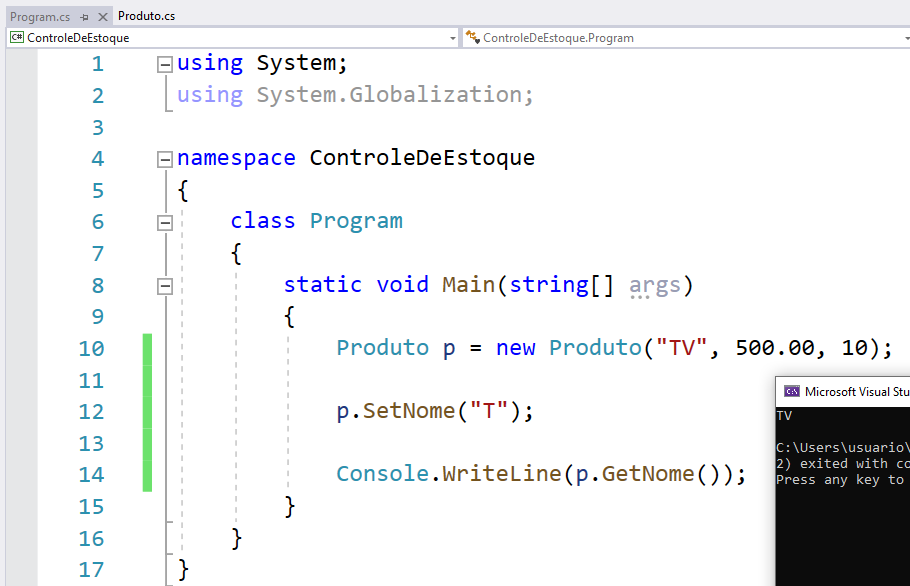 Program.cs
Produto.cs
C# ControleDeEstoque
ControleDeEstoque.Program
1 using System;
2 using System.Globalization;
3
4 namespace ControleDeEstoque
5 {
6 class Program
7 {
8 static void Main(string[] args)
9 {
10 Produto p = new Produto("TV", 500.00, 10);
11
12 p.SetNome("T");
13
14 Console.WriteLine(p.GetNome());
15 }
16 }
17 }
Microsoft Visual Stu
TV
C:\Users\usuario\
2) exited with co
Press any key to